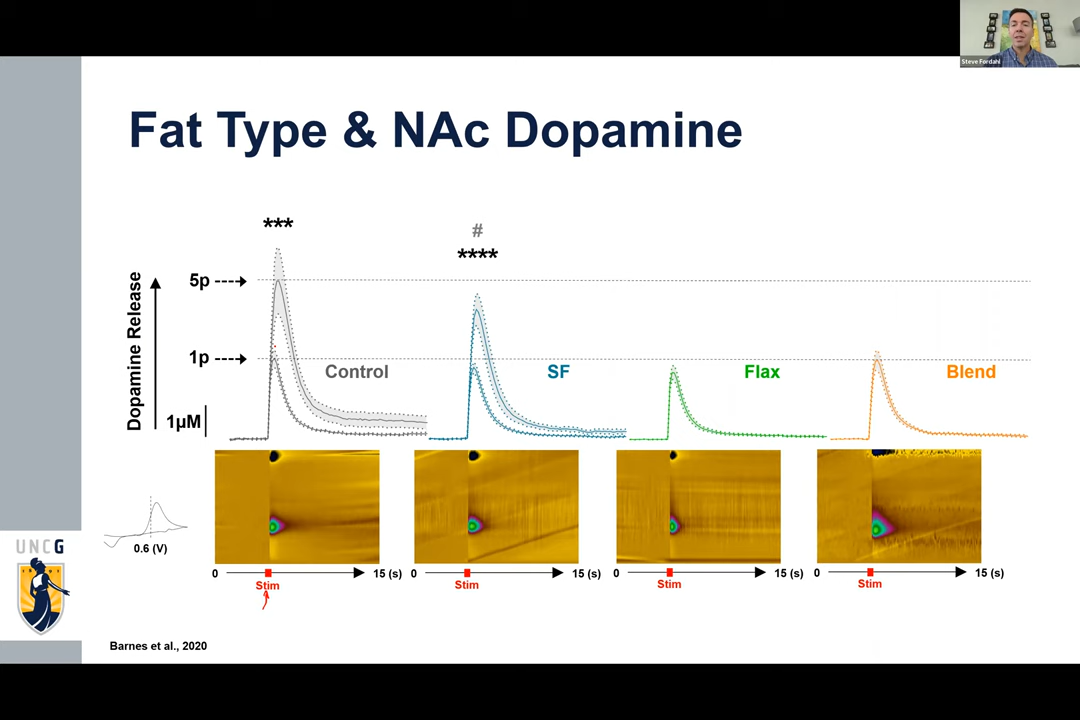 Steve Fordahl
Fat Type & NAc Dopamine
***
#
****
Dopamine Release
5p
1p
1µM
Control
SF
Flax
Blend
0.6 (V)
0 15 (s) 0 15 (s) 0 15 (s) 0 15 (s)
Stim Stim Stim Stim
UNCG
Barnes et al., 2020